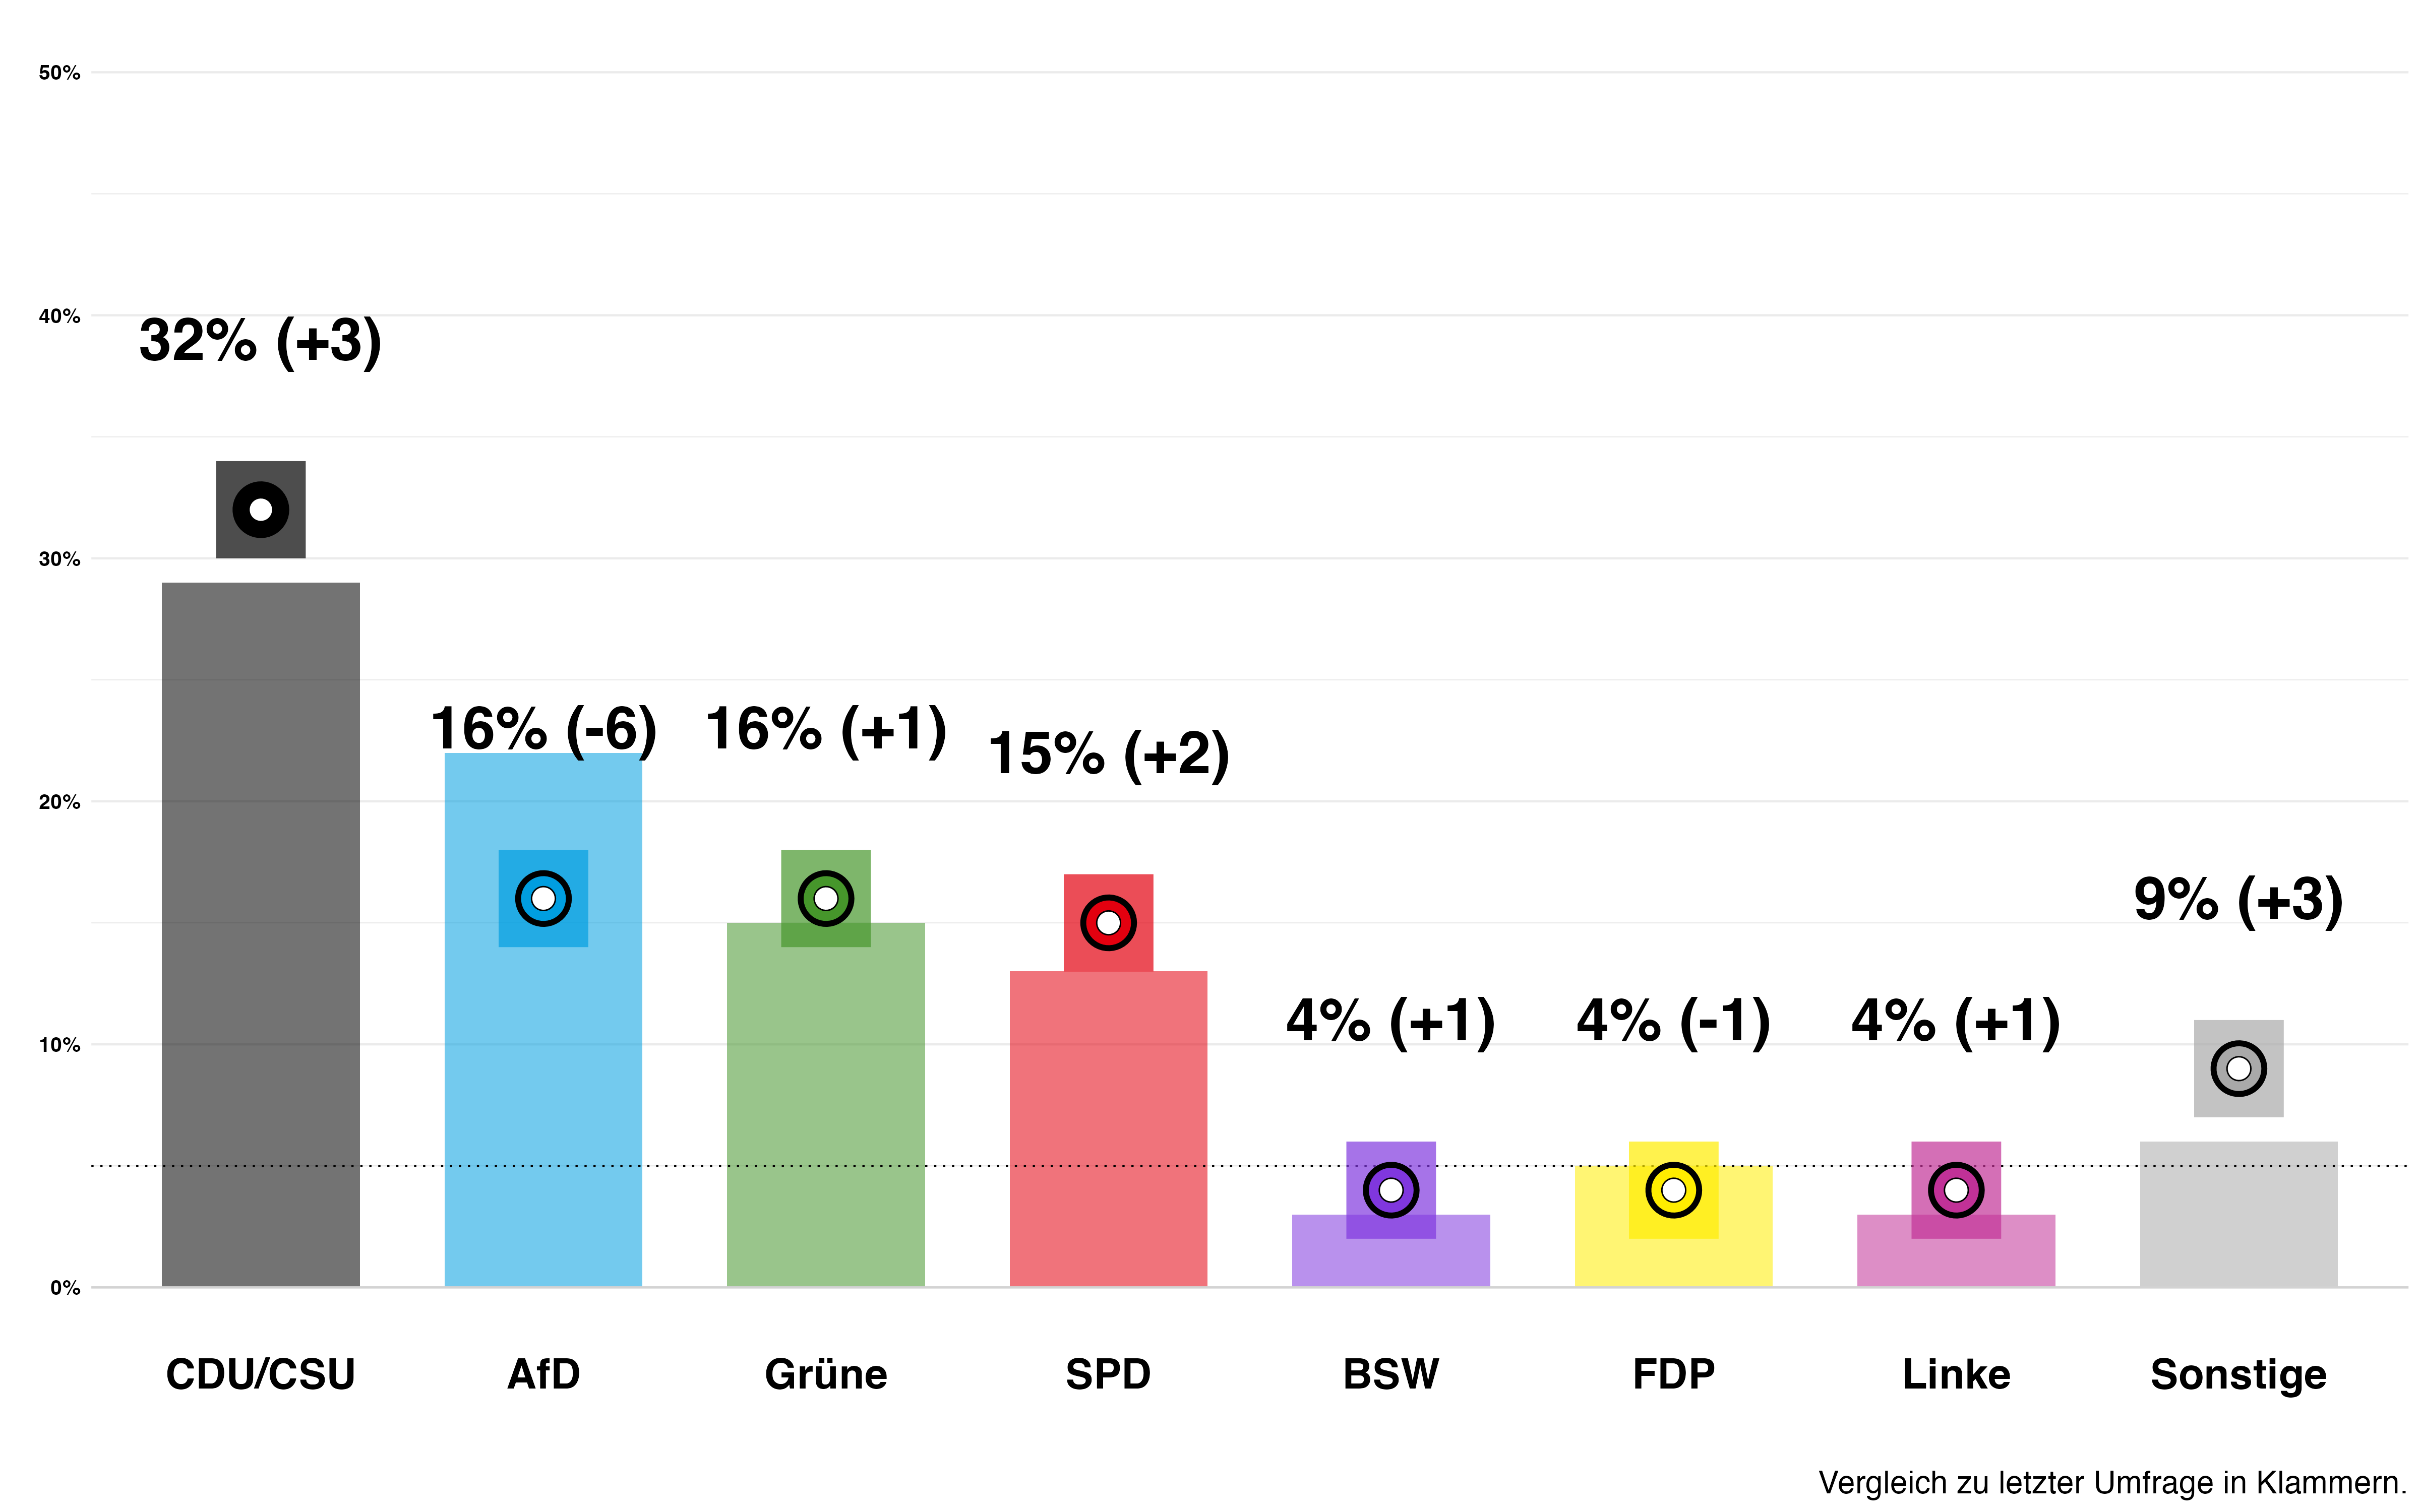 50%
40%
30%
20%
10%
0%
32% (+3)
16% (-6)
16% (+1)
15% (+2)
4% (+1)
4% (-1)
4% (+1)
9% (+3)
CDU/CSU
AfD
Grüne
SPD
BSW
FDP
Linke
Sonstige
Vergleich zu letzter Umfrage in Klammern.